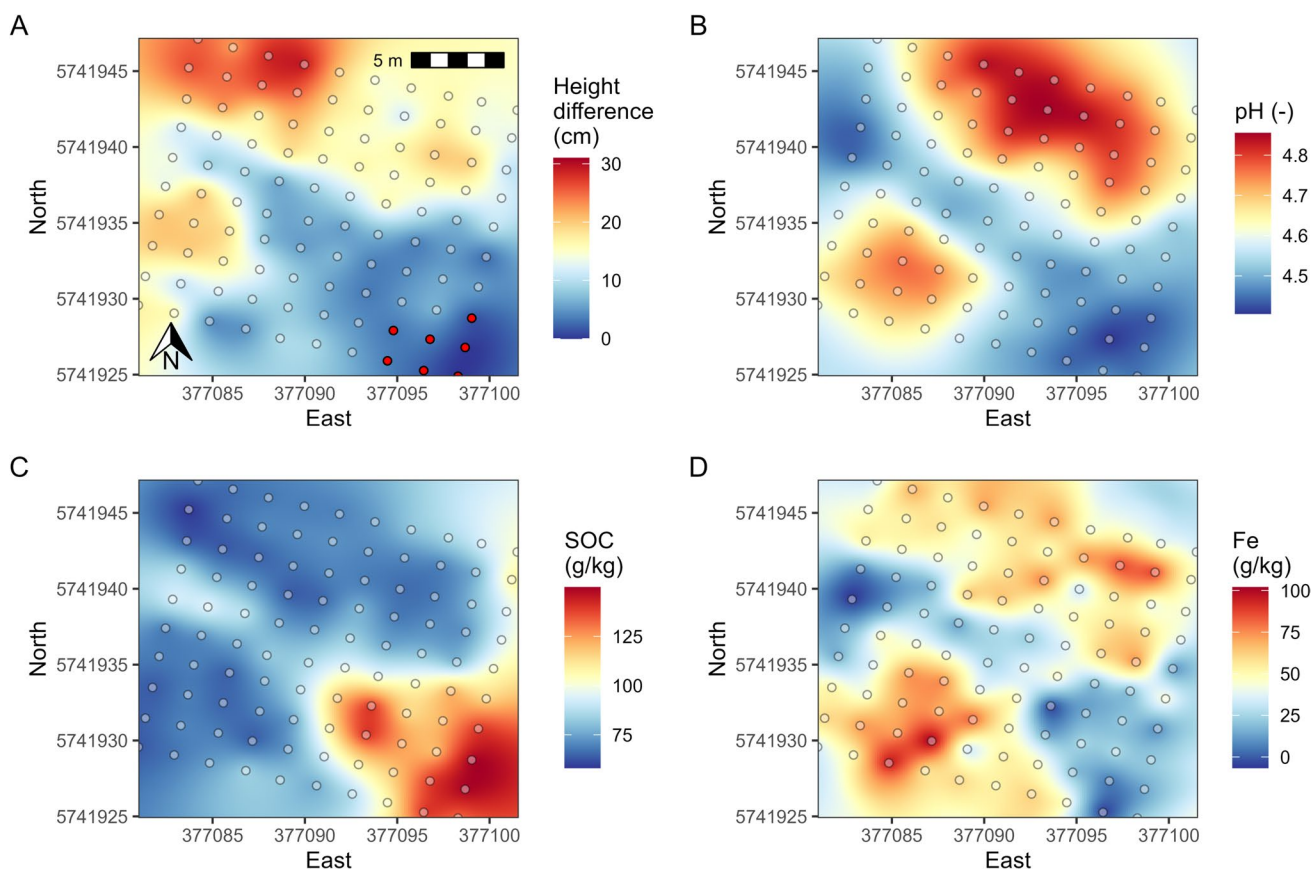 A
5 m
North
5741945
5741940
5741935
5741930
5741925
N
377085 377090 377095 377100
East
Height
difference
(cm)
30
20
10
0
B
North
5741945
5741940
5741935
5741930
5741925
377085 377090 377095 377100
East
pH (-)
4.8
4.7
4.6
4.5
C
North
5741945
5741940
5741935
5741930
5741925
377085 377090 377095 377100
East
SOC
(g/kg)
125
100
75
D
North
5741945
5741940
5741935
5741930
5741925
377085 377090 377095 377100
East
Fe
(g/kg)
100
75
50
25
0